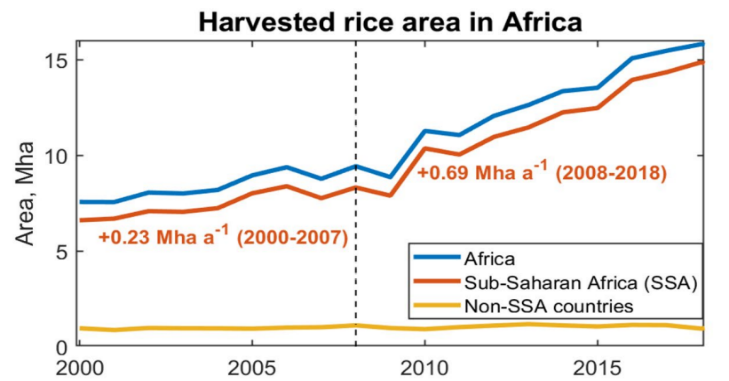 Harvested rice area in Africa
15
10
5
0
Area, Mha
+0.69 Mha a⁻¹ (2008-2018)
+0.23 Mha a⁻¹ (2000-2007)
Africa
Sub-Saharan Africa (SSA)
Non-SSA countries
2000 2005 2010 2015